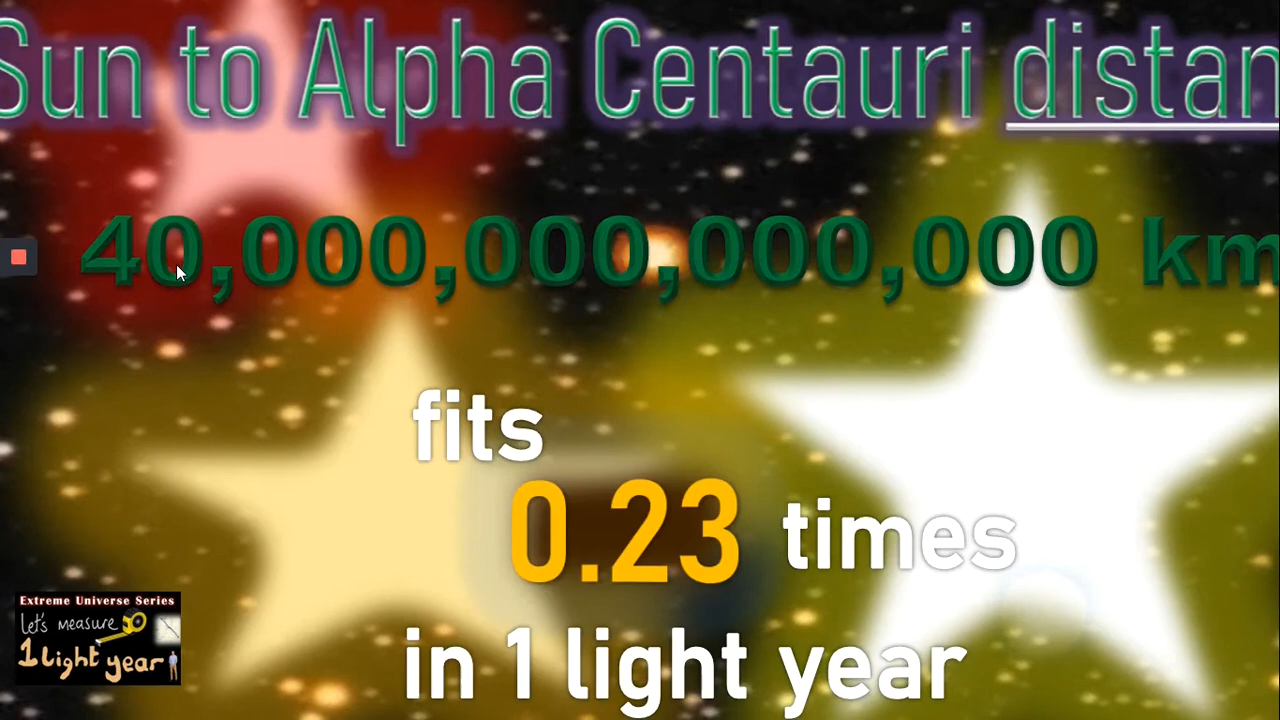 Sun to Alpha Centauri distan
40,000,000,000,000 km
fits
0.23 times
in 1 light year
Extreme Universe Series
let's measure
1 light year